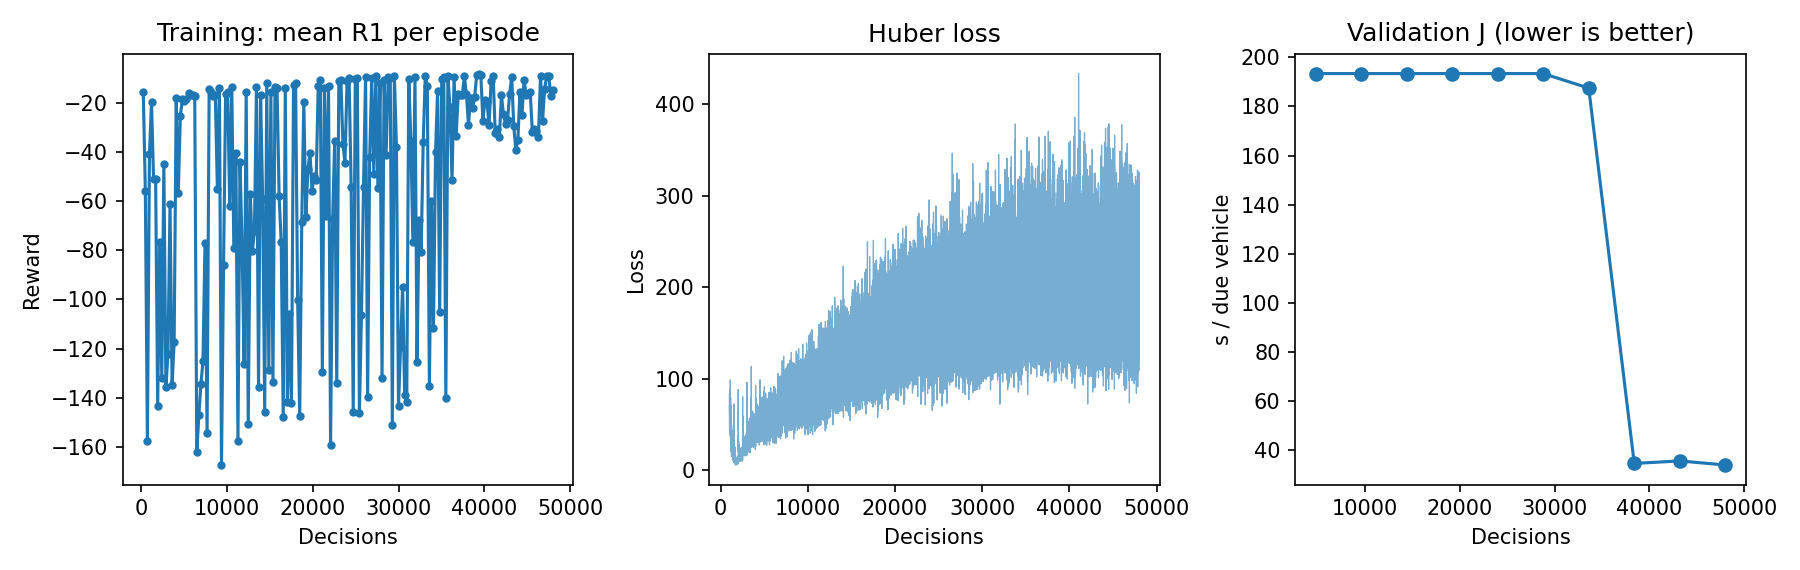 Training: mean R1 per episode
Reward
−20
−40
−60
−80
−100
−120
−140
−160
0 10000 20000 30000 40000 50000
Decisions
Huber loss
Loss
400
300
200
100
0
0 10000 20000 30000 40000 50000
Decisions
Validation J (lower is better)
s / due vehicle
200
180
160
140
120
100
80
60
40
10000 20000 30000 40000 50000
Decisions